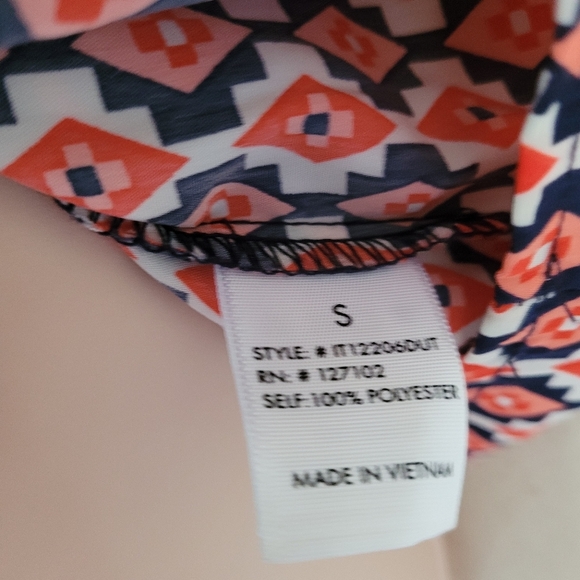 S
STYLE: # IT12206DUT
RN: # 127102
SELF:100% POLYESTER
MADE IN VIETNAM